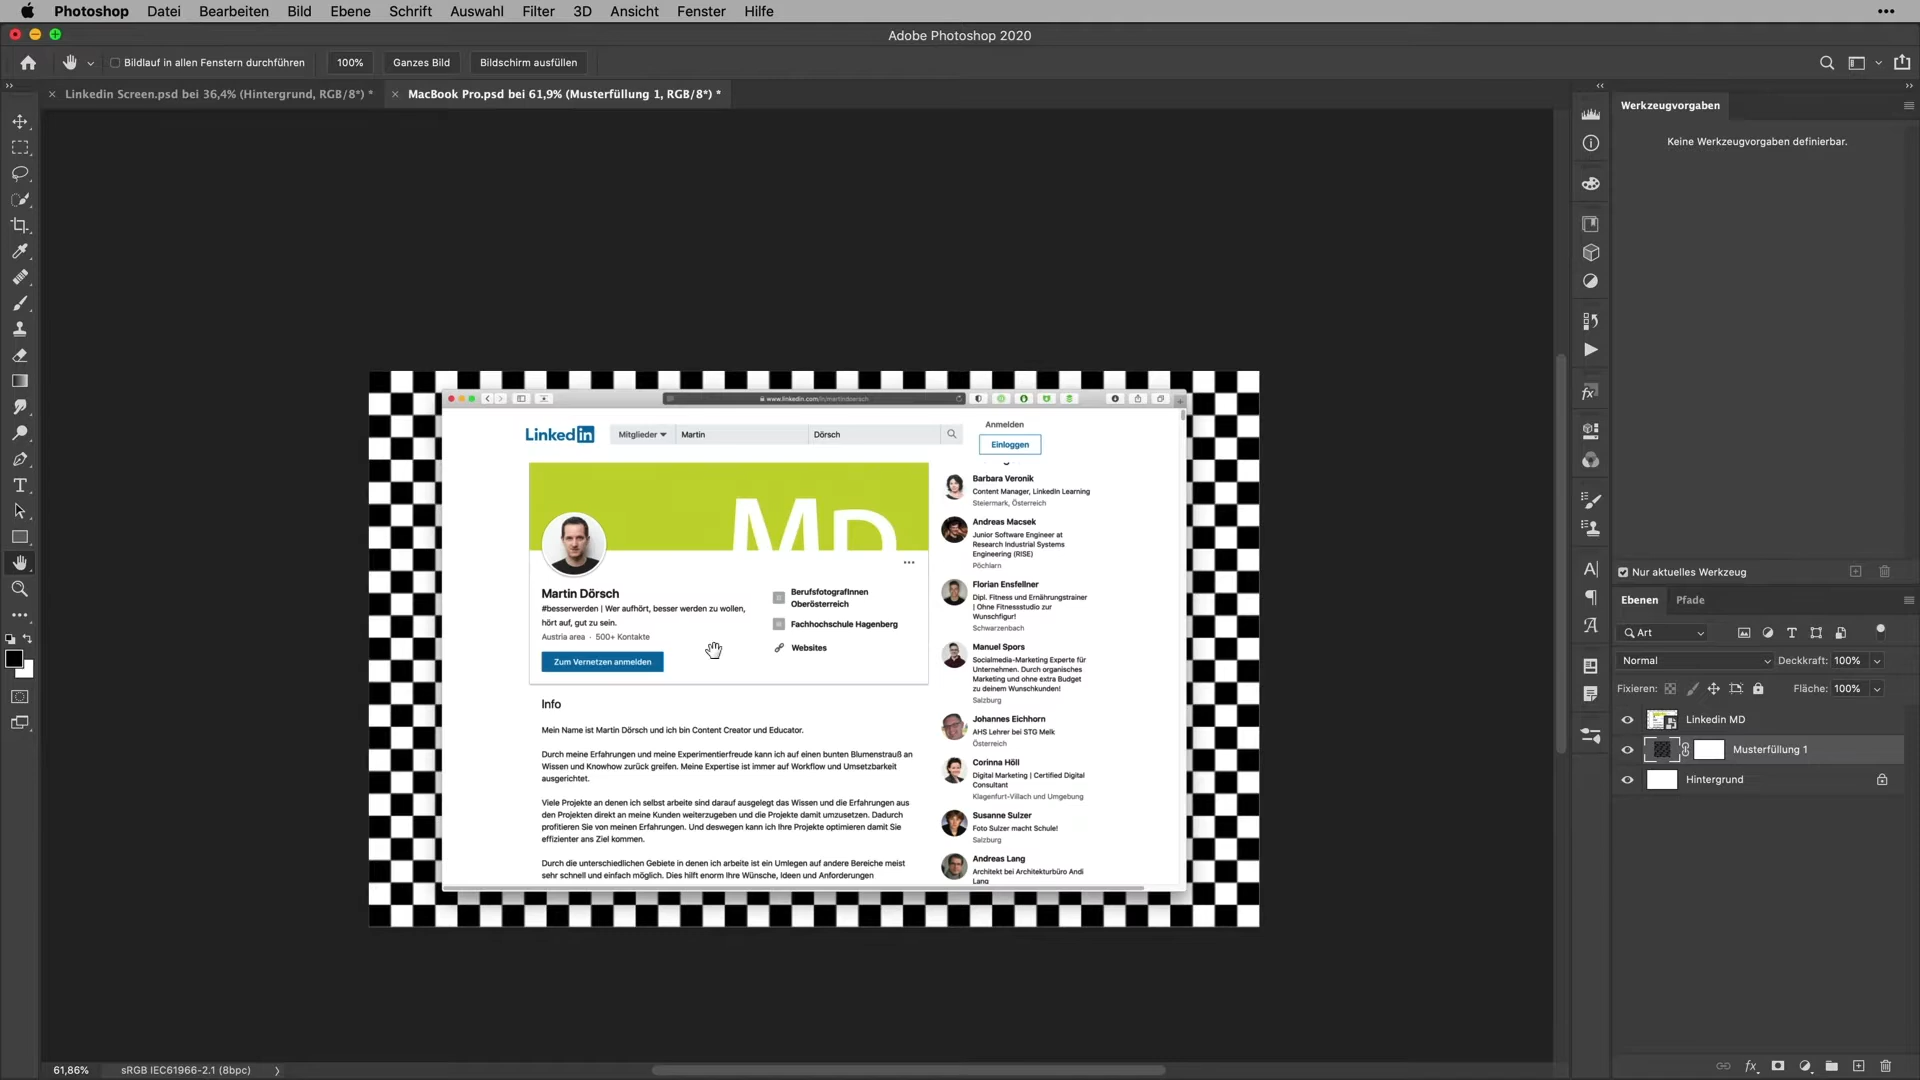 Photoshop Datei Bearbeiten Bild Ebene Schrift Auswahl Filter 3D Ansicht Fenster Hilfe
Adobe Photoshop 2020
Bildlauf in allen Fenstern durchführen 100% Ganzes Bild Bildschirm ausfüllen
Linkedin Screen.psd bei 36,4% (Hintergrund, RGB/8*) *
MacBook Pro.psd bei 61,9% (Musterfüllung 1, RGB/8*) *
Werkzeugvorgaben
Keine Werkzeugvorgaben definierbar.
www.linkedin.com/in/martindoersch
Linkedin Mitglieder Martin Dörsch
Anmelden
Einloggen
MD
Martin Dörsch
#besserwerden | Wer aufhört, besser werden zu wollen,
hört auf, gut zu sein.
Austria area · 500+ Kontakte
Zum Vernetzen anmelden
BerufsfotografInnen
Oberösterreich
Fachhochschule Hagenberg
Websites
Info
Mein Name ist Martin Dörsch und ich bin Content Creator und Educator.
Durch meine Erfahrungen und meine Experimentierfreude kann ich auf einen bunten Blumenstrauß an
Wissen und Knowhow zurück greifen. Meine Expertise ist immer auf Workflow und Umsetzbarkeit
ausgerichtet.
Viele Projekte an denen ich selbst arbeite sind darauf ausgelegt das Wissen und die Erfahrungen aus
den Projekten direkt an meine Kunden weiterzugeben und die Projekte damit umzusetzen. Dadurch
profitieren Sie von meinen Erfahrungen. Und deswegen kann ich Ihre Projekte optimieren damit Sie
effizienter ans Ziel kommen.
Durch die unterschiedlichen Gebiete in denen ich arbeite ist ein Umlegen auf andere Bereiche meist
sehr schnell und einfach möglich. Dies hilft enorm Ihre Wünsche, Ideen und Anforderungen
Barbara Veronik
Content Manager, LinkedIn Learning
Steiermark, Österreich
Andreas Macsek
Junior Software Engineer at
Research Industrial Systems
Engineering (RISE)
Pöchlarn
Florian Ensfellner
Dipl. Fitness und Ernährungstrainer
| Ohne Fitnessstudio zur
Wunschfigur!
Schwarzenbach
Manuel Spors
Socialmedia-Marketing Experte für
Unternehmen. Durch organisches
Marketing und ohne extra Budget
zu deinem Wunschkunden!
Salzburg
Johannes Eichhorn
AHS Lehrer bei STG Melk
Österreich
Corinna Höll
Digital Marketing | Certified Digital
Consultant
Klagenfurt-Villach und Umgebung
Susanne Sulzer
Foto Sulzer macht Schule!
Salzburg
Andreas Lang
Architekt bei Architekturbüro Andi
Lang
Nur aktuelles Werkzeug
Ebenen Pfade
Art
Normal Deckkraft: 100%
Fixieren: Fläche: 100%
Linkedin MD
Musterfüllung 1
Hintergrund
61,86% sRGB IEC61966-2.1 (8bpc)